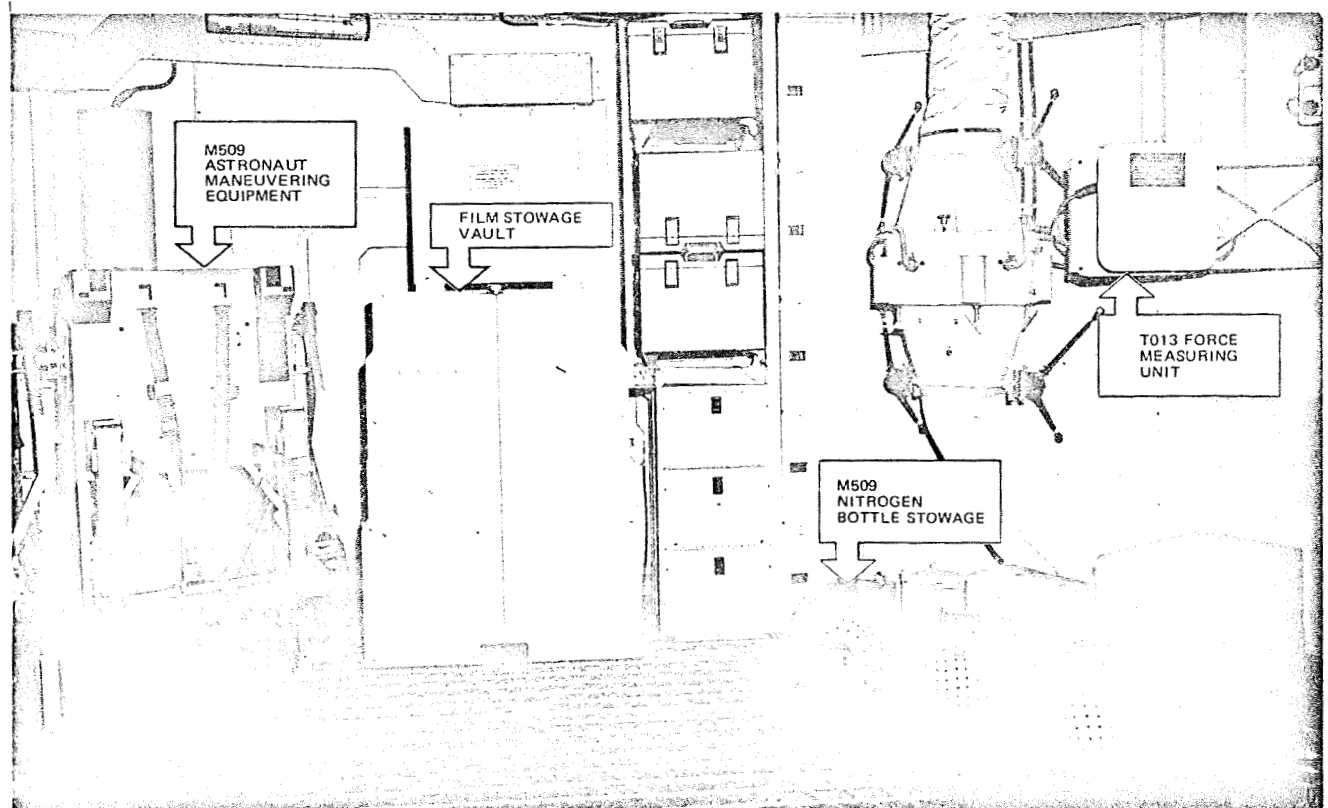 M509
ASTRONAUT
MANEUVERING
EQUIPMENT
FILM STOWAGE
VAULT
T013 FORCE
MEASURING
UNIT
M509
NITROGEN
BOTTLE STOWAGE